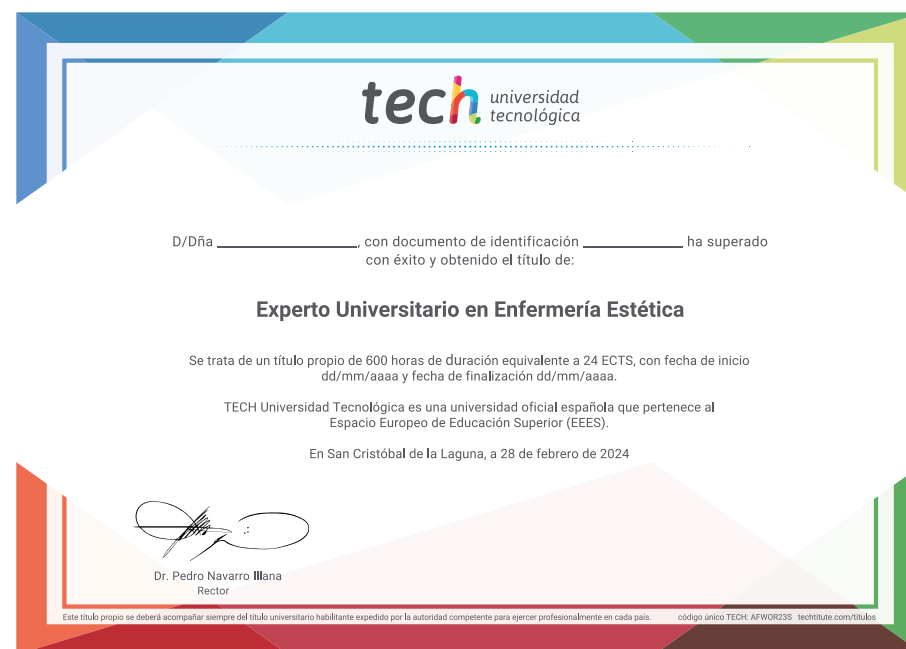 tech universidad
tecnológica
D/Dña ____________________, con documento de identificación ______________ ha superado
con éxito y obtenido el título de:
Experto Universitario en Enfermería Estética
Se trata de un título propio de 600 horas de duración equivalente a 24 ECTS, con fecha de inicio
dd/mm/aaaa y fecha de finalización dd/mm/aaaa.
TECH Universidad Tecnológica es una universidad oficial española que pertenece al
Espacio Europeo de Educación Superior (EEES).
En San Cristóbal de la Laguna, a 28 de febrero de 2024
Dr. Pedro Navarro Illana
Rector
Este título propio se deberá acompañar siempre del título universitario habilitante expedido por la autoridad competente para ejercer profesionalmente en cada país. código único TECH: AFWOR23S techtitute.com/titulos